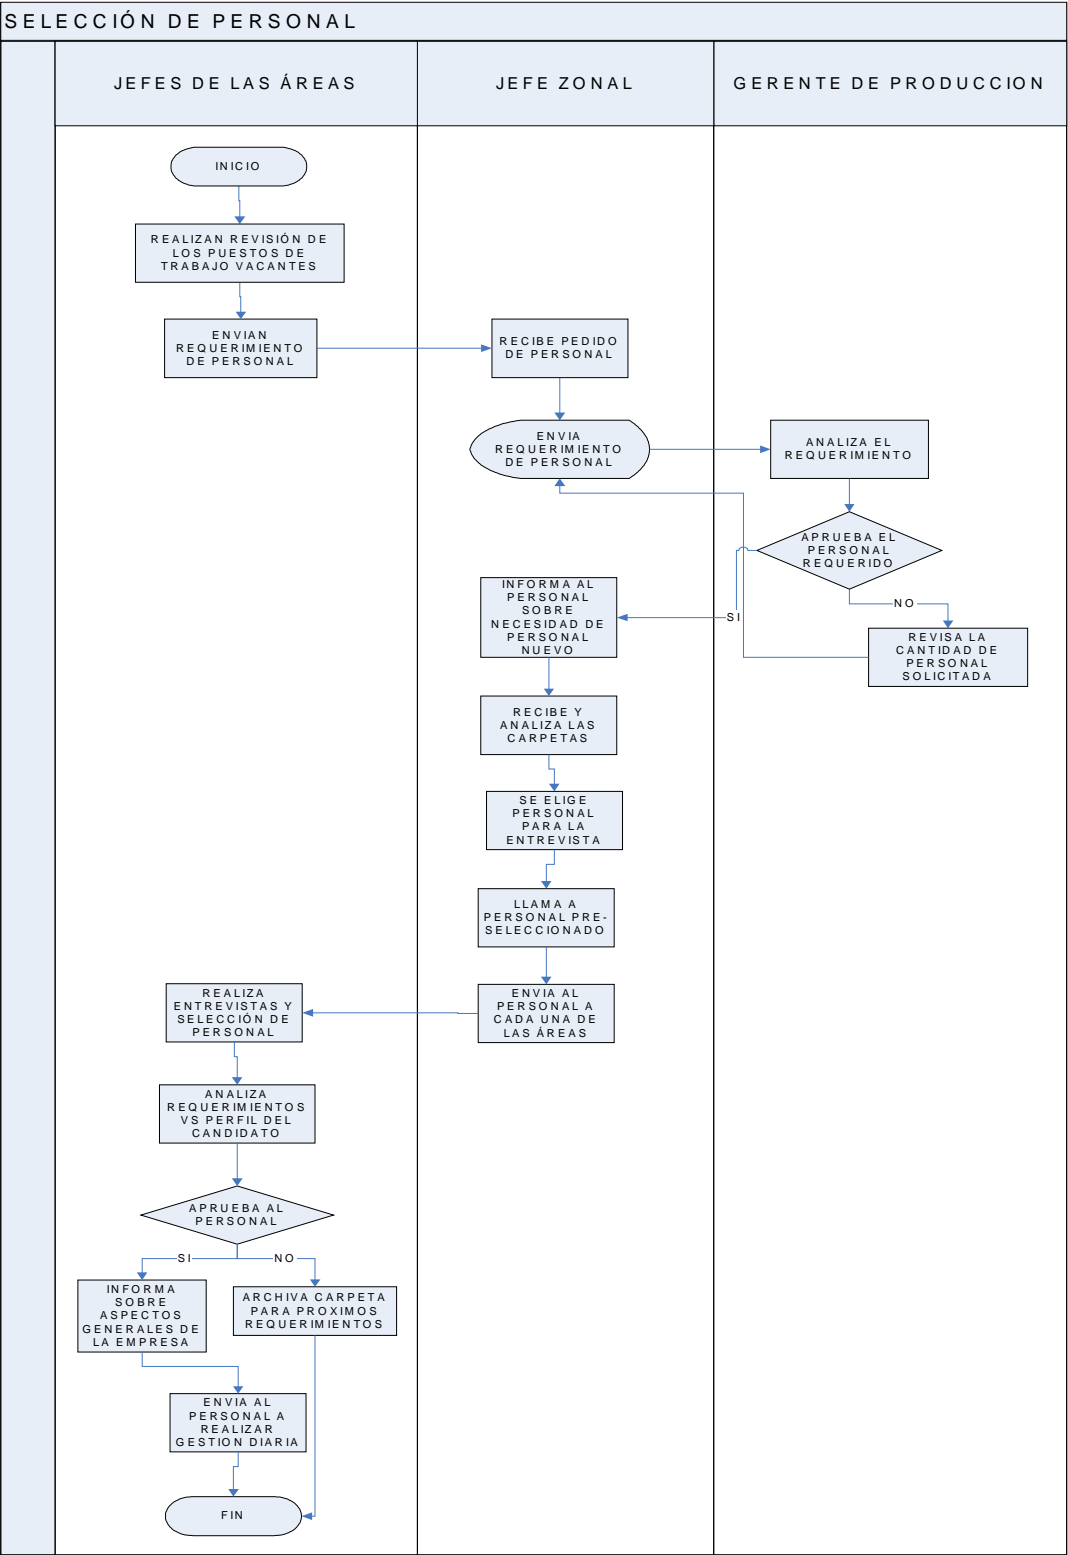 SELECCIÓN DE PERSONAL
JEFES DE LAS ÁREAS
JEFE ZONAL
GERENTE DE PRODUCCION
INICIO
REALIZAN REVISIÓN DE
LOS PUESTOS DE
TRABAJO VACANTES
ENVIAN
REQUERIMIENTO
DE PERSONAL
RECIBE PEDIDO
DE PERSONAL
ENVIA
REQUERIMIENTO
DE PERSONAL
ANALIZA EL
REQUERIMIENTO
APRUEBA EL
PERSONAL
REQUERIDO
NO
SI
REVISA LA
CANTIDAD DE
PERSONAL
SOLICITADA
INFORMA AL
PERSONAL
SOBRE
NECESIDAD DE
PERSONAL
NUEVO
RECIBE Y
ANALIZA LAS
CARPETAS
SE ELIGE
PERSONAL
PARA LA
ENTREVISTA
LLAMA A
PERSONAL PRE-
SELECCIONADO
ENVIA AL
PERSONAL A
CADA UNA DE
LAS ÁREAS
REALIZA
ENTREVISTAS Y
SELECCIÓN DE
PERSONAL
ANALIZA
REQUERIMIENTOS
VS PERFIL DEL
CANDIDATO
APRUEBA AL
PERSONAL
SI
NO
INFORMA
SOBRE
ASPECTOS
GENERALES DE
LA EMPRESA
ARCHIVA CARPETA
PARA PROXIMOS
REQUERIMIENTOS
ENVIA AL
PERSONAL A
REALIZAR
GESTION DIARIA
FIN